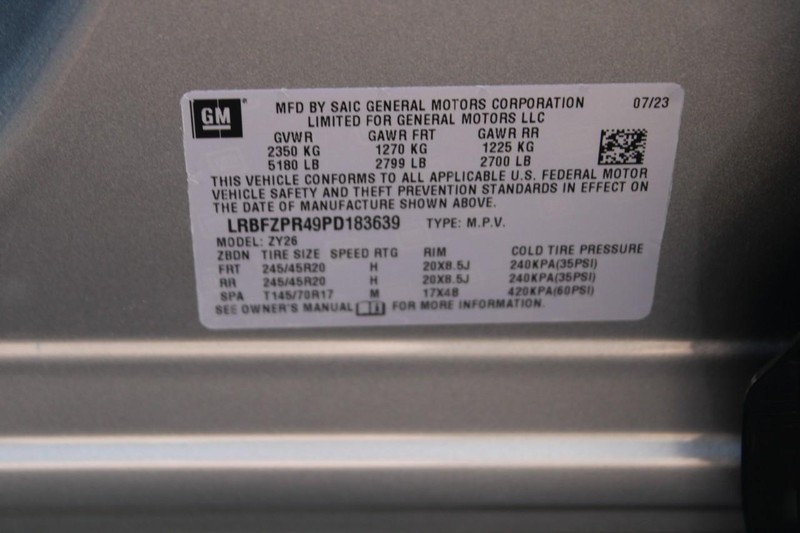 GM
MFD BY SAIC GENERAL MOTORS CORPORATION 07/23
LIMITED FOR GENERAL MOTORS LLC
GVWR GAWR FRT GAWR RR
2350 KG 1270 KG 1225 KG
5180 LB 2799 LB 2700 LB
THIS VEHICLE CONFORMS TO ALL APPLICABLE U.S. FEDERAL MOTOR
VEHICLE SAFETY AND THEFT PREVENTION STANDARDS IN EFFECT ON
THE DATE OF MANUFACTURE SHOWN ABOVE.
LRBFZPR49PD183639 TYPE: M.P.V.
MODEL: ZY26
ZBDN TIRE SIZE SPEED RTG RIM COLD TIRE PRESSURE
FRT 245/45R20 H 20X8.5J 240KPA(35PSI)
RR 245/45R20 H 20X8.5J 240KPA(35PSI)
SPA T145/70R17 M 17X4B 420KPA(60PSI)
SEE OWNER'S MANUAL FOR MORE INFORMATION.